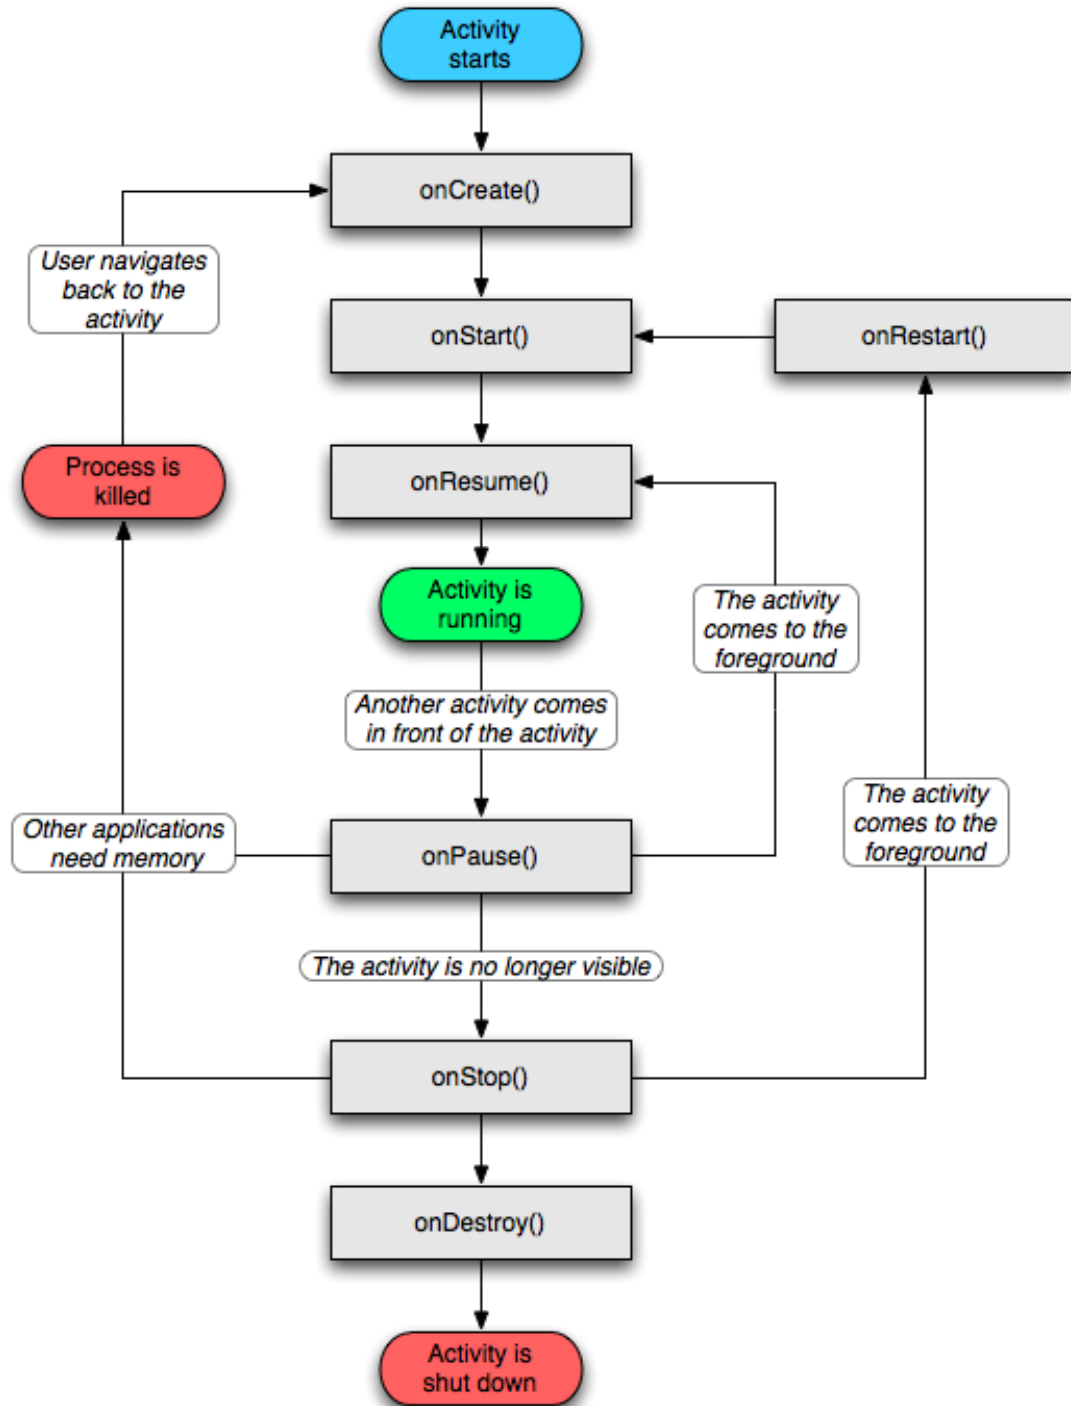 Activity
starts
onCreate()
User navigates
back to the
activity
onStart()
onRestart()
Process is
killed
onResume()
Activity is
running
The activity
comes to the
foreground
Another activity comes
in front of the activity
The activity
comes to the
foreground
Other applications
need memory
onPause()
The activity is no longer visible
onStop()
onDestroy()
Activity is
shut down